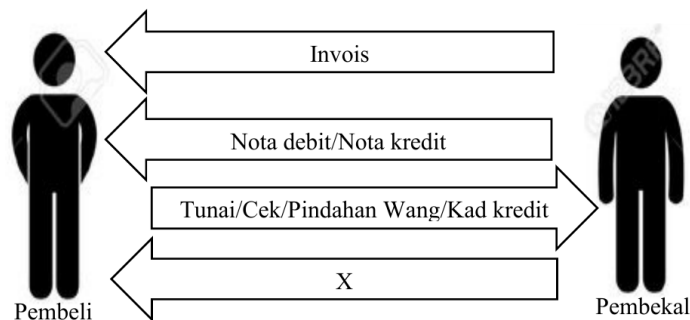 Invois
Nota debit/Nota kredit
Tunai/Cek/Pindahan Wang/Kad kredit
X
Pembeli
Pembekal